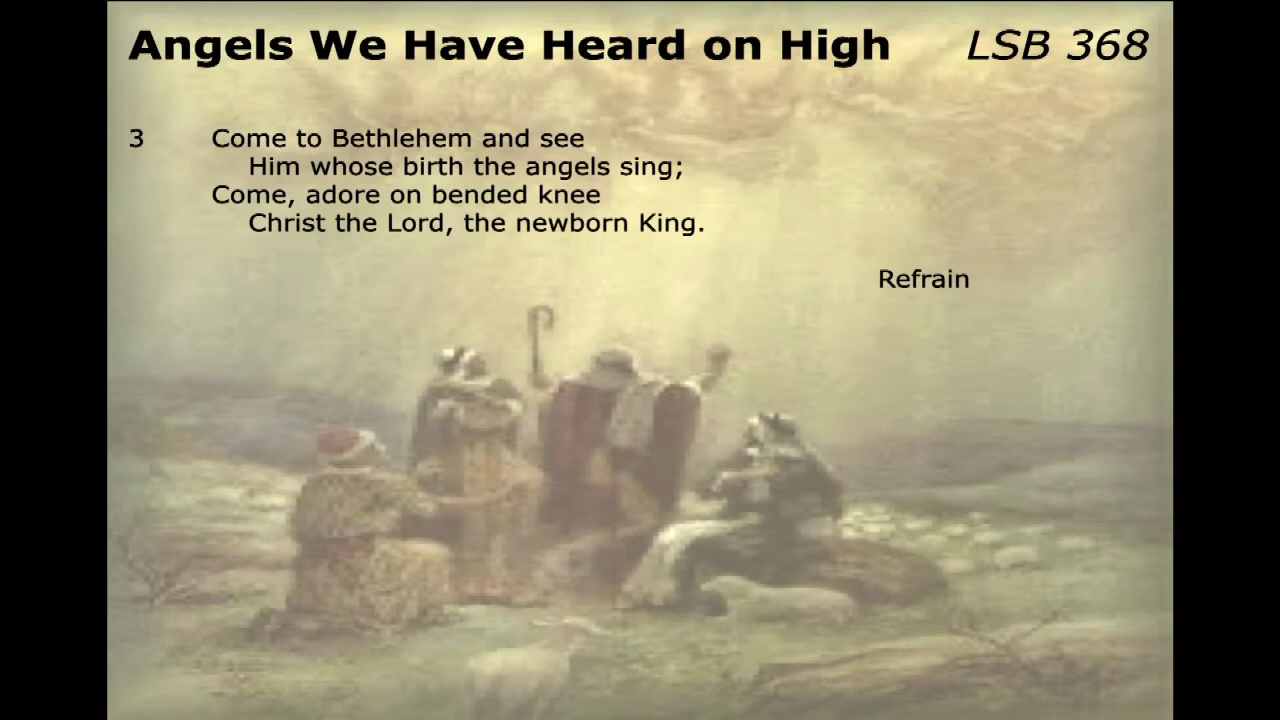 Angels We Have Heard on High LSB 368
3 Come to Bethlehem and see
Him whose birth the angels sing;
Come, adore on bended knee
Christ the Lord, the newborn King.
Refrain